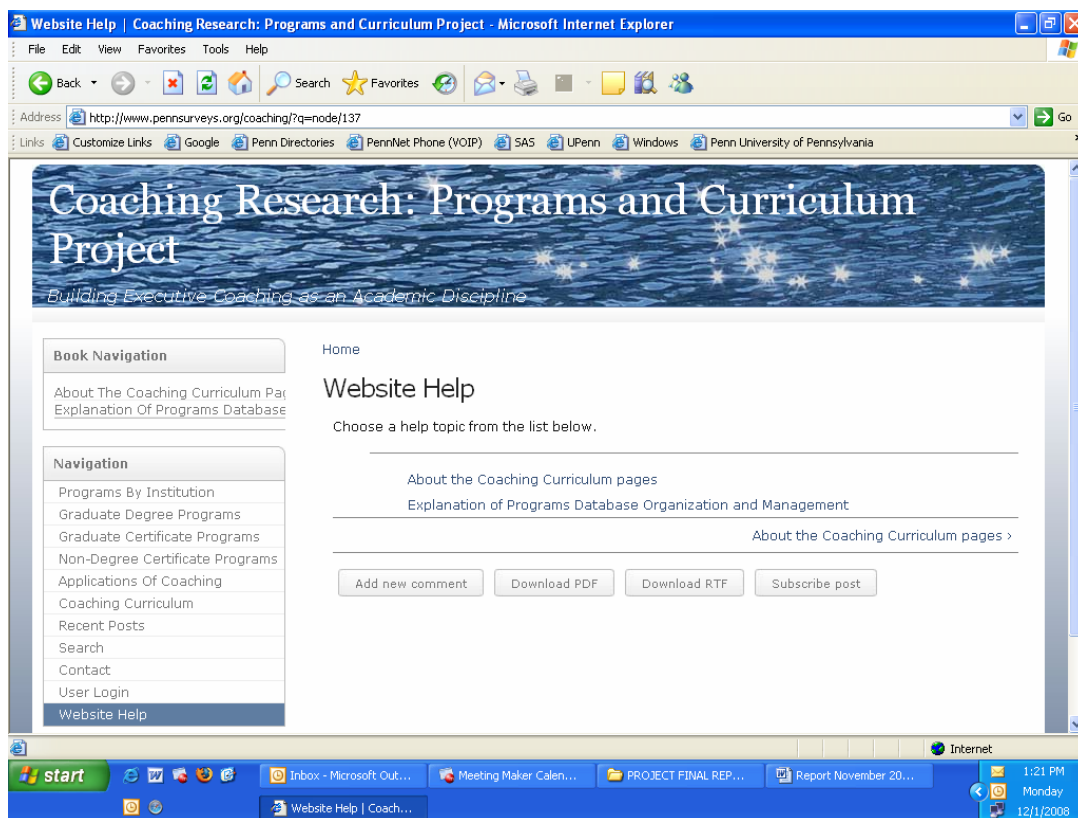 Website Help | Coaching Research: Programs and Curriculum Project - Microsoft Internet Explorer
File Edit View Favorites Tools Help
Back Search Favorites
Address http://www.pennsurveys.org/coaching/?q=node/137 Go
Links Customize Links Google Penn Directories PennNet Phone (VOIP) SAS UPenn Windows Penn University of Pennsylvania
Coaching Research: Programs and Curriculum
Project
Building Executive Coaching as an Academic Discipline
Book Navigation
About The Coaching Curriculum Pag
Explanation Of Programs Database
Navigation
Programs By Institution
Graduate Degree Programs
Graduate Certificate Programs
Non-Degree Certificate Programs
Applications Of Coaching
Coaching Curriculum
Recent Posts
Search
Contact
User Login
Website Help
Home
Website Help
Choose a help topic from the list below.
About the Coaching Curriculum pages
Explanation of Programs Database Organization and Management
About the Coaching Curriculum pages ›
Add new comment Download PDF Download RTF Subscribe post
Internet
start Inbox - Microsoft Out... Meeting Maker Calen... PROJECT FINAL REP... Report November 20... 1:21 PM
Monday
Website Help | Coach... 12/1/2008